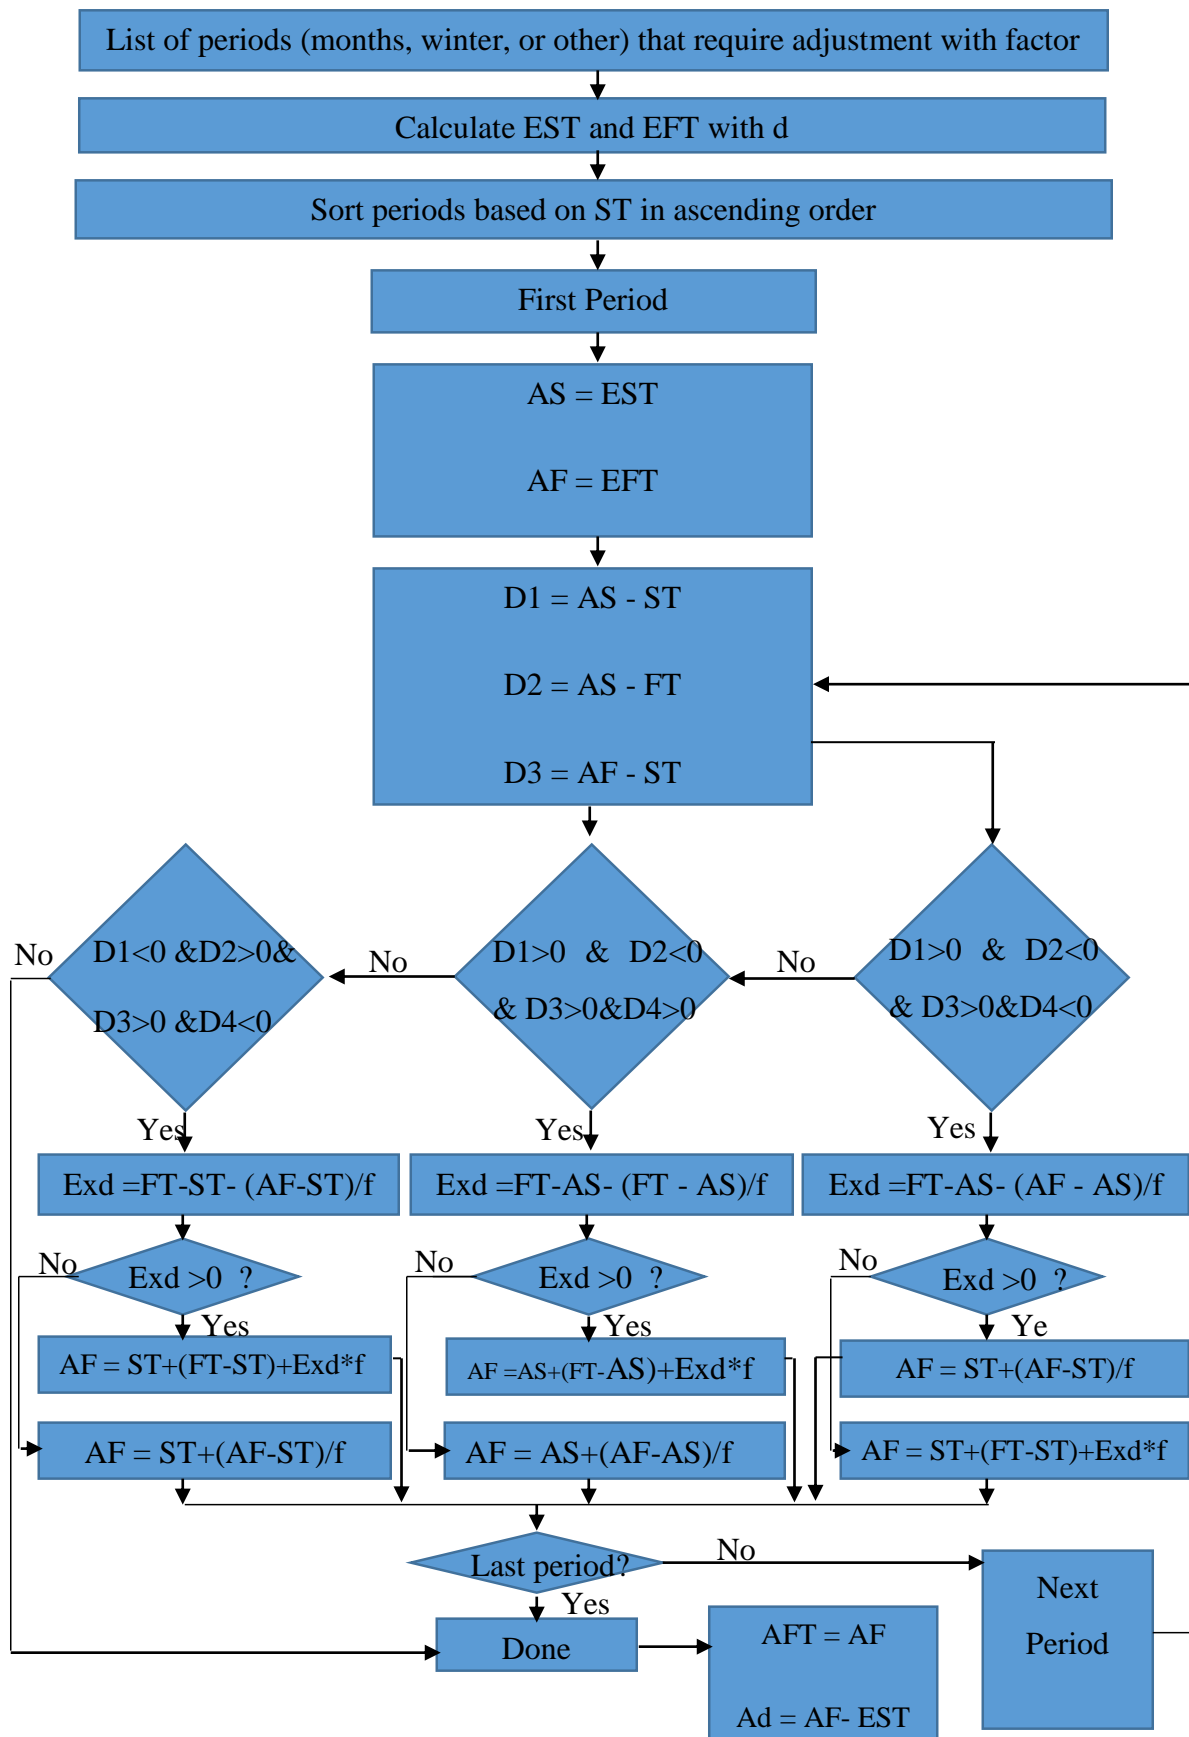 List of periods (months, winter, or other) that require adjustment with factor
Calculate EST and EFT with d
Sort periods based on ST in ascending order
First Period
AS = EST
AF = EFT
D1 = AS - ST
D2 = AS - FT
D3 = AF - ST
No
D1<0 &D2>0&
D3>0 &D4<0
No
D1>0 & D2<0
& D3>0&D4>0
No
D1>0 & D2<0
& D3>0&D4<0
Yes
Yes
Yes
Exd =FT-ST- (AF-ST)/f
Exd =FT-AS- (FT - AS)/f
Exd =FT-AS- (AF - AS)/f
No
Exd >0 ?
No
Exd >0 ?
No
Exd >0 ?
Yes
Yes
Ye
AF = ST+(FT-ST)+Exd*f
AF =AS+(FT-AS)+Exd*f
AF = ST+(AF-ST)/f
AF = ST+(AF-ST)/f
AF = AS+(AF-AS)/f
AF = ST+(FT-ST)+Exd*f
Last period?
No
Next
Period
Yes
Done
AFT = AF
Ad = AF- EST